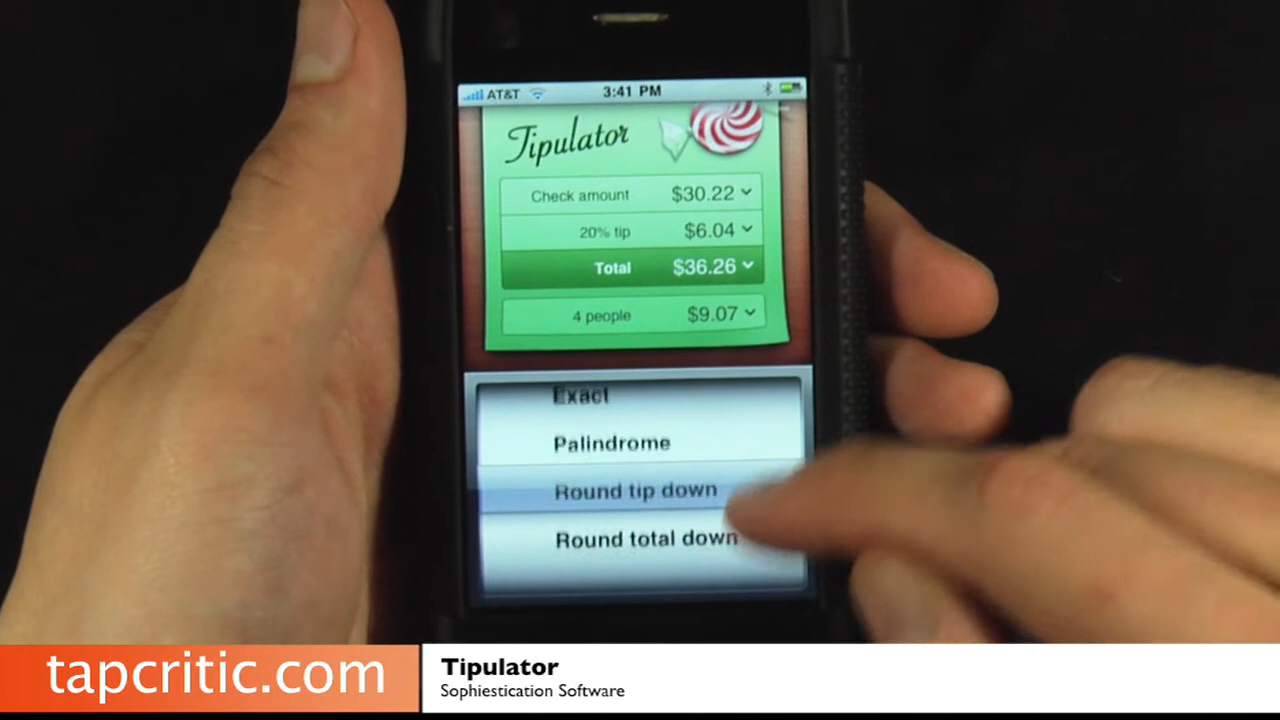 AT&T 3:41 PM
Tipulator
Check amount $30.22
20% tip $6.04
Total $36.26
4 people $9.07
Exact
Palindrome
Round tip down
Round total down
tapcritic.com
Tipulator
Sophiestication Software